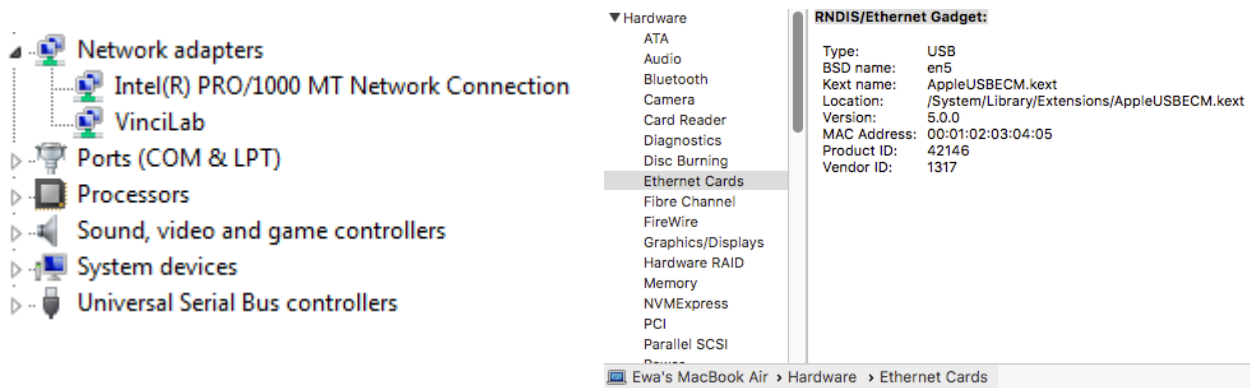 Network adapters
Intel(R) PRO/1000 MT Network Connection
VinciLab
Ports (COM & LPT)
Processors
Sound, video and game controllers
System devices
Universal Serial Bus controllers
Hardware
ATA
Audio
Bluetooth
Camera
Card Reader
Diagnostics
Disc Burning
Ethernet Cards
Fibre Channel
FireWire
Graphics/Displays
Hardware RAID
Memory
NVMExpress
PCI
Parallel SCSI
RNDIS/Ethernet Gadget:
Type: USB
BSD name: en5
Kext name: AppleUSBECM.kext
Location: /System/Library/Extensions/AppleUSBECM.kext
Version: 5.0.0
MAC Address: 00:01:02:03:04:05
Product ID: 42146
Vendor ID: 1317
Ewa's MacBook Air › Hardware › Ethernet Cards